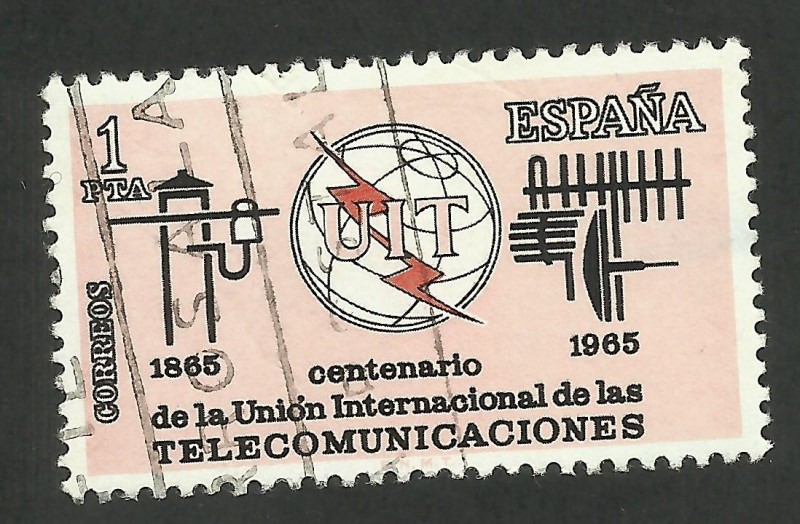 1
PTA
ESPAÑA
UIT
CORREOS
1865
1965
centenario
de la Unión Internacional de las
TELECOMUNICACIONES